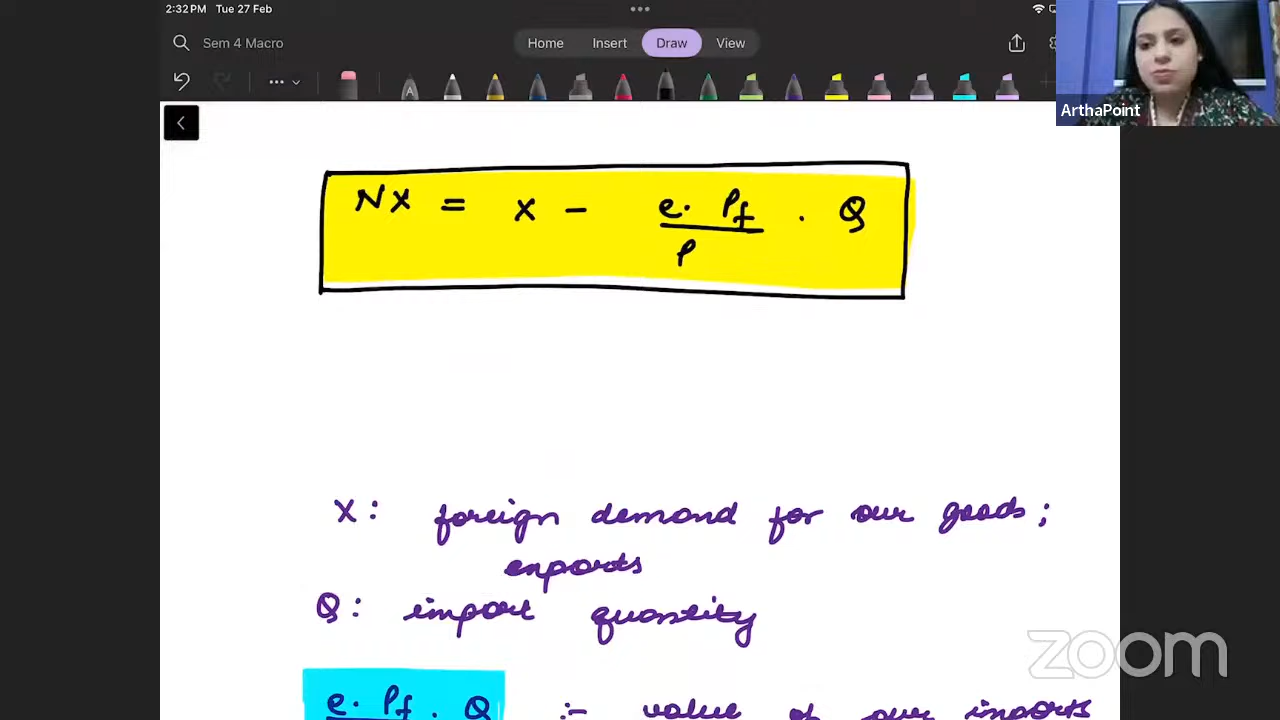 2:32 PM Tue 27 Feb
Sem 4 Macro
Home Insert Draw View
A
ArthaPoint
NX = X - e. Pf / P . Q
X : foreign demand for our goods ;
exports
Q : import quantity
e. Pf . Q :- value of our imports
zoom